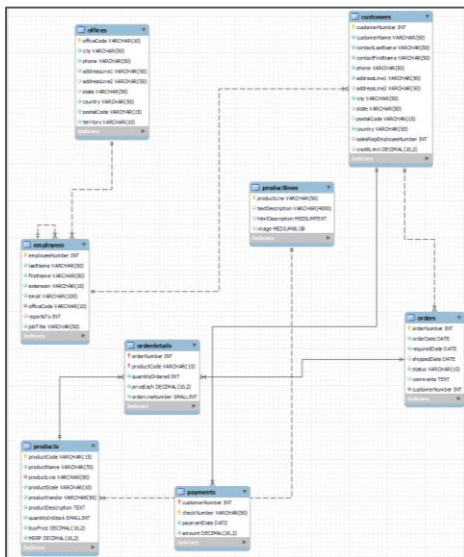 offices
officeCode VARCHAR(10)
city VARCHAR(50)
phone VARCHAR(50)
addressLine1 VARCHAR(50)
addressLine2 VARCHAR(50)
state VARCHAR(50)
country VARCHAR(50)
postalCode VARCHAR(15)
territory VARCHAR(10)
Indexes
customers
customerNumber INT
customerName VARCHAR(50)
contactLastName VARCHAR(50)
contactFirstName VARCHAR(50)
phone VARCHAR(50)
addressLine1 VARCHAR(50)
addressLine2 VARCHAR(50)
city VARCHAR(50)
state VARCHAR(50)
postalCode VARCHAR(15)
country VARCHAR(50)
salesRepEmployeeNumber INT
creditLimit DECIMAL(10,2)
Indexes
productlines
productLine VARCHAR(50)
textDescription VARCHAR(4000)
htmlDescription MEDIUMTEXT
image MEDIUMBLOB
Indexes
employees
employeeNumber INT
lastName VARCHAR(50)
firstName VARCHAR(50)
extension VARCHAR(10)
email VARCHAR(100)
officeCode VARCHAR(10)
reportsTo INT
jobTitle VARCHAR(50)
Indexes
orders
orderNumber INT
orderDate DATE
requiredDate DATE
shippedDate DATE
status VARCHAR(15)
comments TEXT
customerNumber INT
Indexes
orderdetails
orderNumber INT
productCode VARCHAR(15)
quantityOrdered INT
priceEach DECIMAL(10,2)
orderLineNumber SMALLINT
Indexes
products
productCode VARCHAR(15)
productName VARCHAR(70)
productLine VARCHAR(50)
productScale VARCHAR(10)
productVendor VARCHAR(50)
productDescription TEXT
quantityInStock SMALLINT
buyPrice DECIMAL(10,2)
MSRP DECIMAL(10,2)
Indexes
payments
customerNumber INT
checkNumber VARCHAR(50)
paymentDate DATE
amount DECIMAL(10,2)
Indexes